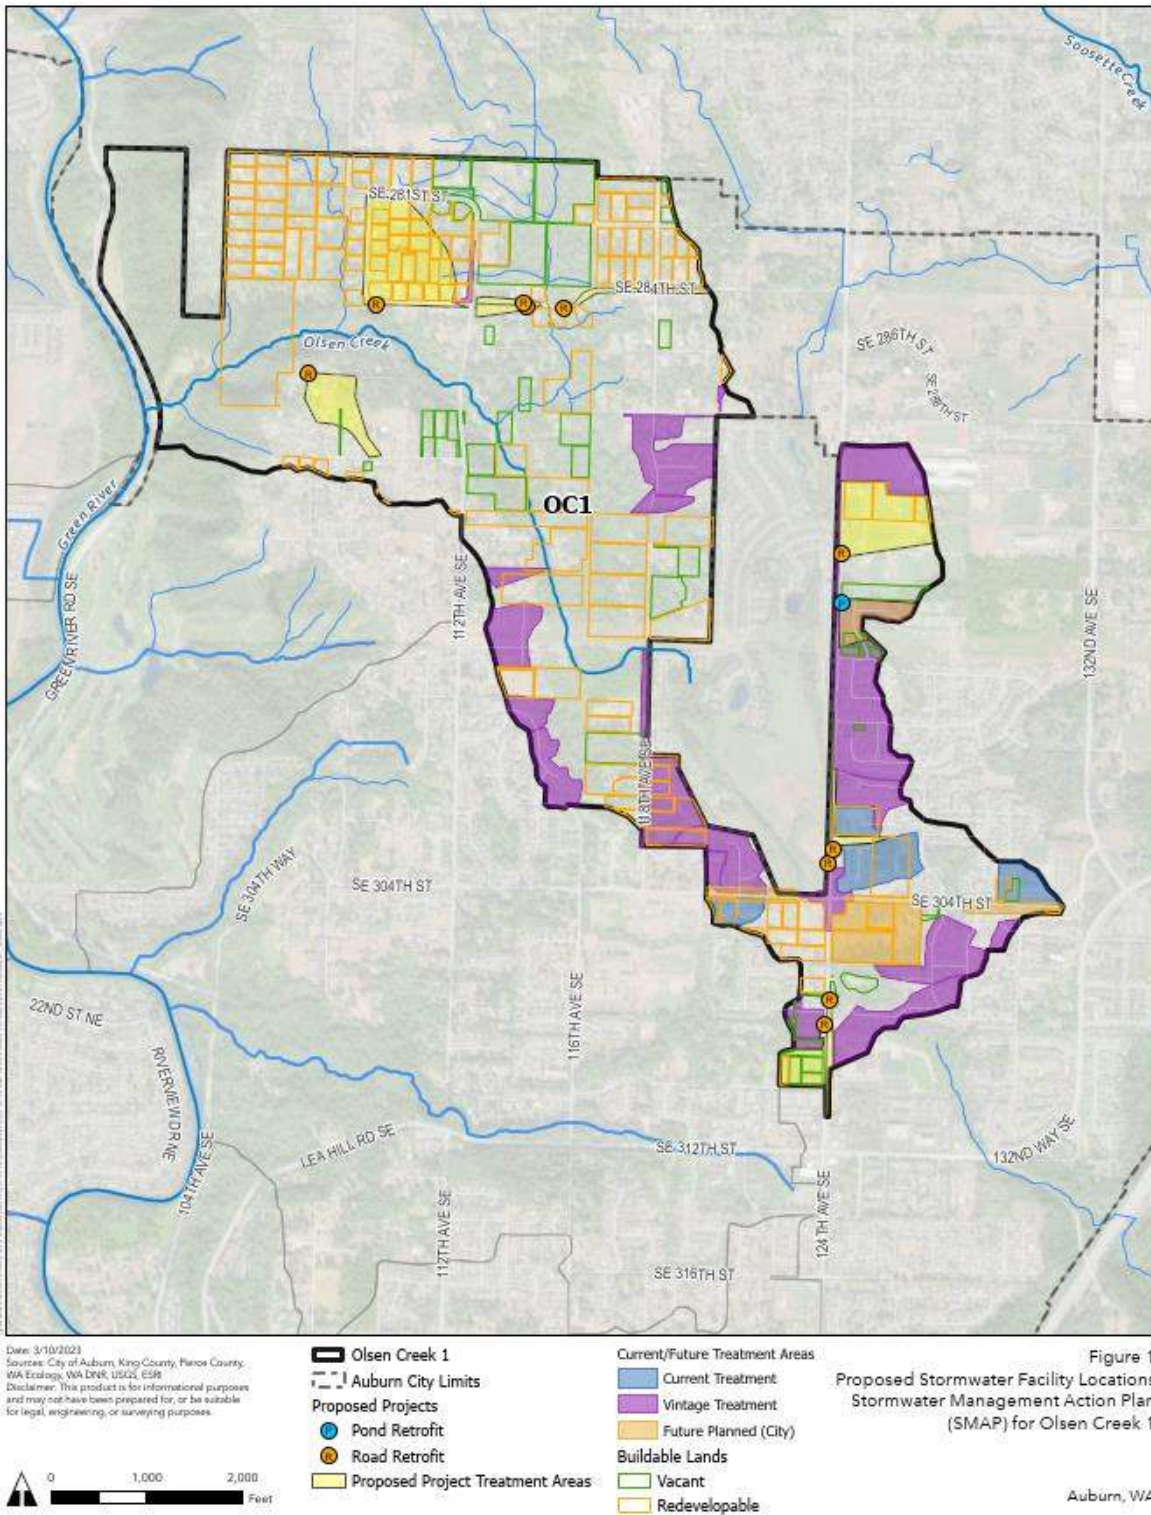 Soosette Creek
SE 281ST ST
SE 284TH ST
Olsen Creek
SE 286TH ST
SE 288TH ST
R
R
R
R
OC1
Green River
GREEN RIVER RD SE
112TH AVE SE
132ND AVE SE
R
P
118TH AVE SE
R
R
SE 304TH WAY
SE 304TH ST
SE 304TH ST
22ND ST NE
RIVERVIEW DR NE
116TH AVE SE
R
R
104TH AVE SE
LEA HILL RD SE
SE 312TH ST
132ND WAY SE
112TH AVE SE
124TH AVE SE
SE 316TH ST
Date: 3/10/2023
Sources: City of Auburn, King County, Pierce County,
WA Ecology, WA DNR, USGS, ESRI
Disclaimer: This product is for informational purposes
and may not have been prepared for, or be suitable
for legal, engineering, or surveying purposes.
0 1,000 2,000
Feet
Olsen Creek 1
Auburn City Limits
Proposed Projects
P Pond Retrofit
R Road Retrofit
Proposed Project Treatment Areas
Current/Future Treatment Areas
Current Treatment
Vintage Treatment
Future Planned (City)
Buildable Lands
Vacant
Redevelopable
Figure 1
Proposed Stormwater Facility Locations
Stormwater Management Action Plan
(SMAP) for Olsen Creek 1
Auburn, WA